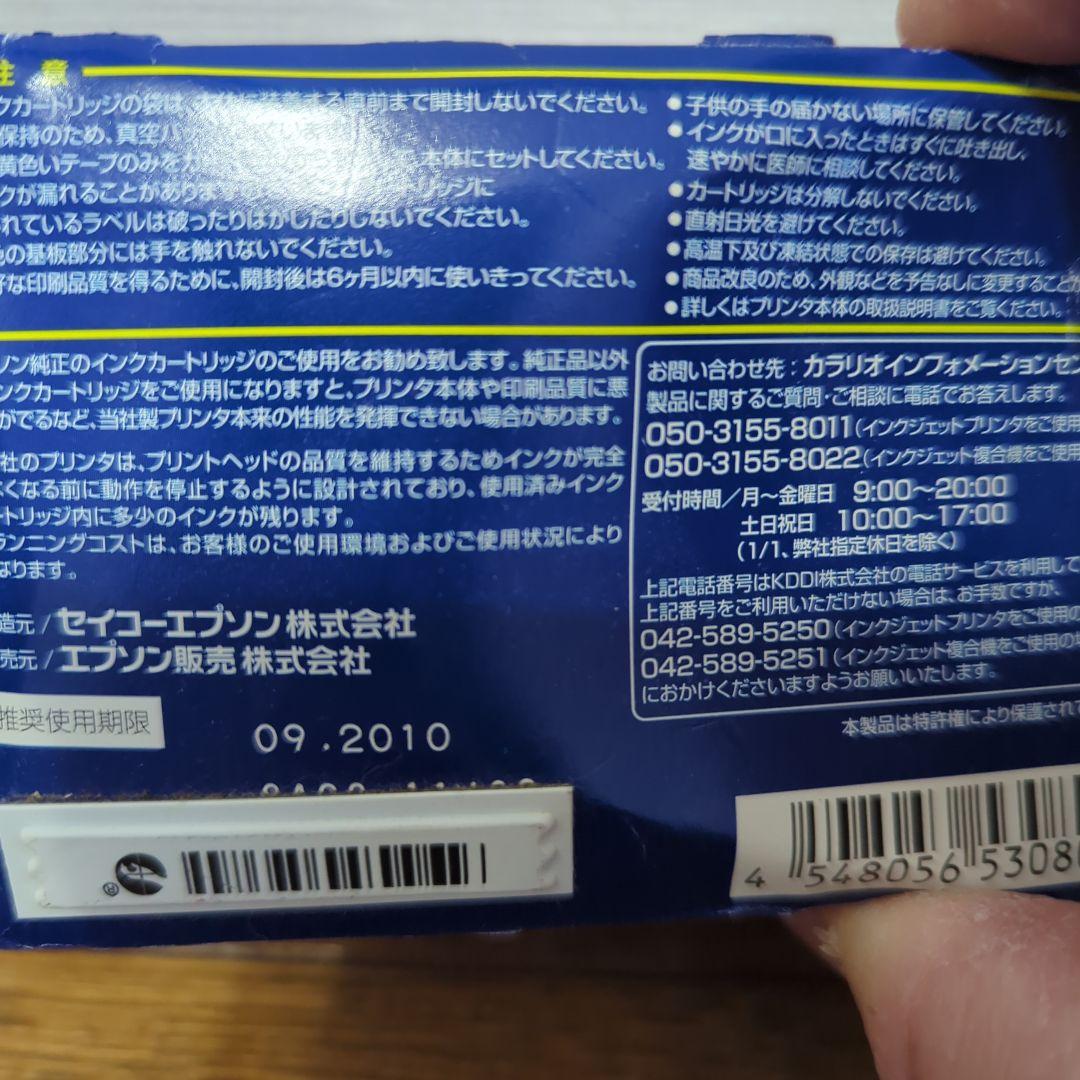 注 意
クカートリッジの袋は 直前まで開封しないでください。
保持のため、真空パ
黄色いテープのみを 本体にセットしてください。
クが漏れることがあります トリッジに
られているラベルは破ったりはがしたりしないでください。
の基板部分には手を触れないでください。
な印刷品質を得るために、開封後は6ヶ月以内に使いきってください。
●子供の手の届かない場所に保管してください。
●インクが口に入ったときはすぐに吐き出し、
速やかに医師に相談してください。
●カートリッジは分解しないでください。
●直射日光を避けてください。
●高温下及び凍結状態での保存は避けてください。
●商品改良のため、外観などを予告なしに変更することが
●詳しくはプリンタ本体の取扱説明書をご覧ください。
ソン純正のインクカートリッジのご使用をお勧め致します。純正品以外
ンクカートリッジをご使用になりますと、プリンタ本体や印刷品質に悪
がでるなど、当社製プリンタ本来の性能を発揮できない場合があります。
社のプリンタは、プリントヘッドの品質を維持するためインクが完全
くなる前に動作を停止するように設計されており、使用済みインク
ートリッジ内に多少のインクが残ります。
ランニングコストは、お客様のご使用環境およびご使用状況により
なります。
造元/セイコーエプソン株式会社
売元/エプソン販売株式会社
推奨使用期限
09.2010
お問い合わせ先:カラリオインフォメーションセン
製品に関するご質問・ご相談に電話でお答えします。
050-3155-8011(インクジェットプリンタをご使用
050-3155-8022(インクジェット複合機をご使用
受付時間/月~金曜日 9:00~20:00
土日祝日 10:00~17:00
(1/1、弊社指定休日を除く)
上記電話番号はKDDI株式会社の電話サービスを利用して
上記番号をご利用いただけない場合は、お手数ですが、
042-589-5250(インクジェットプリンタをご使用の
042-589-5251(インクジェット複合機をご使用の場
におかけくださいますようお願いいたします。
本製品は特許権により保護されて
®
4 548056 53080